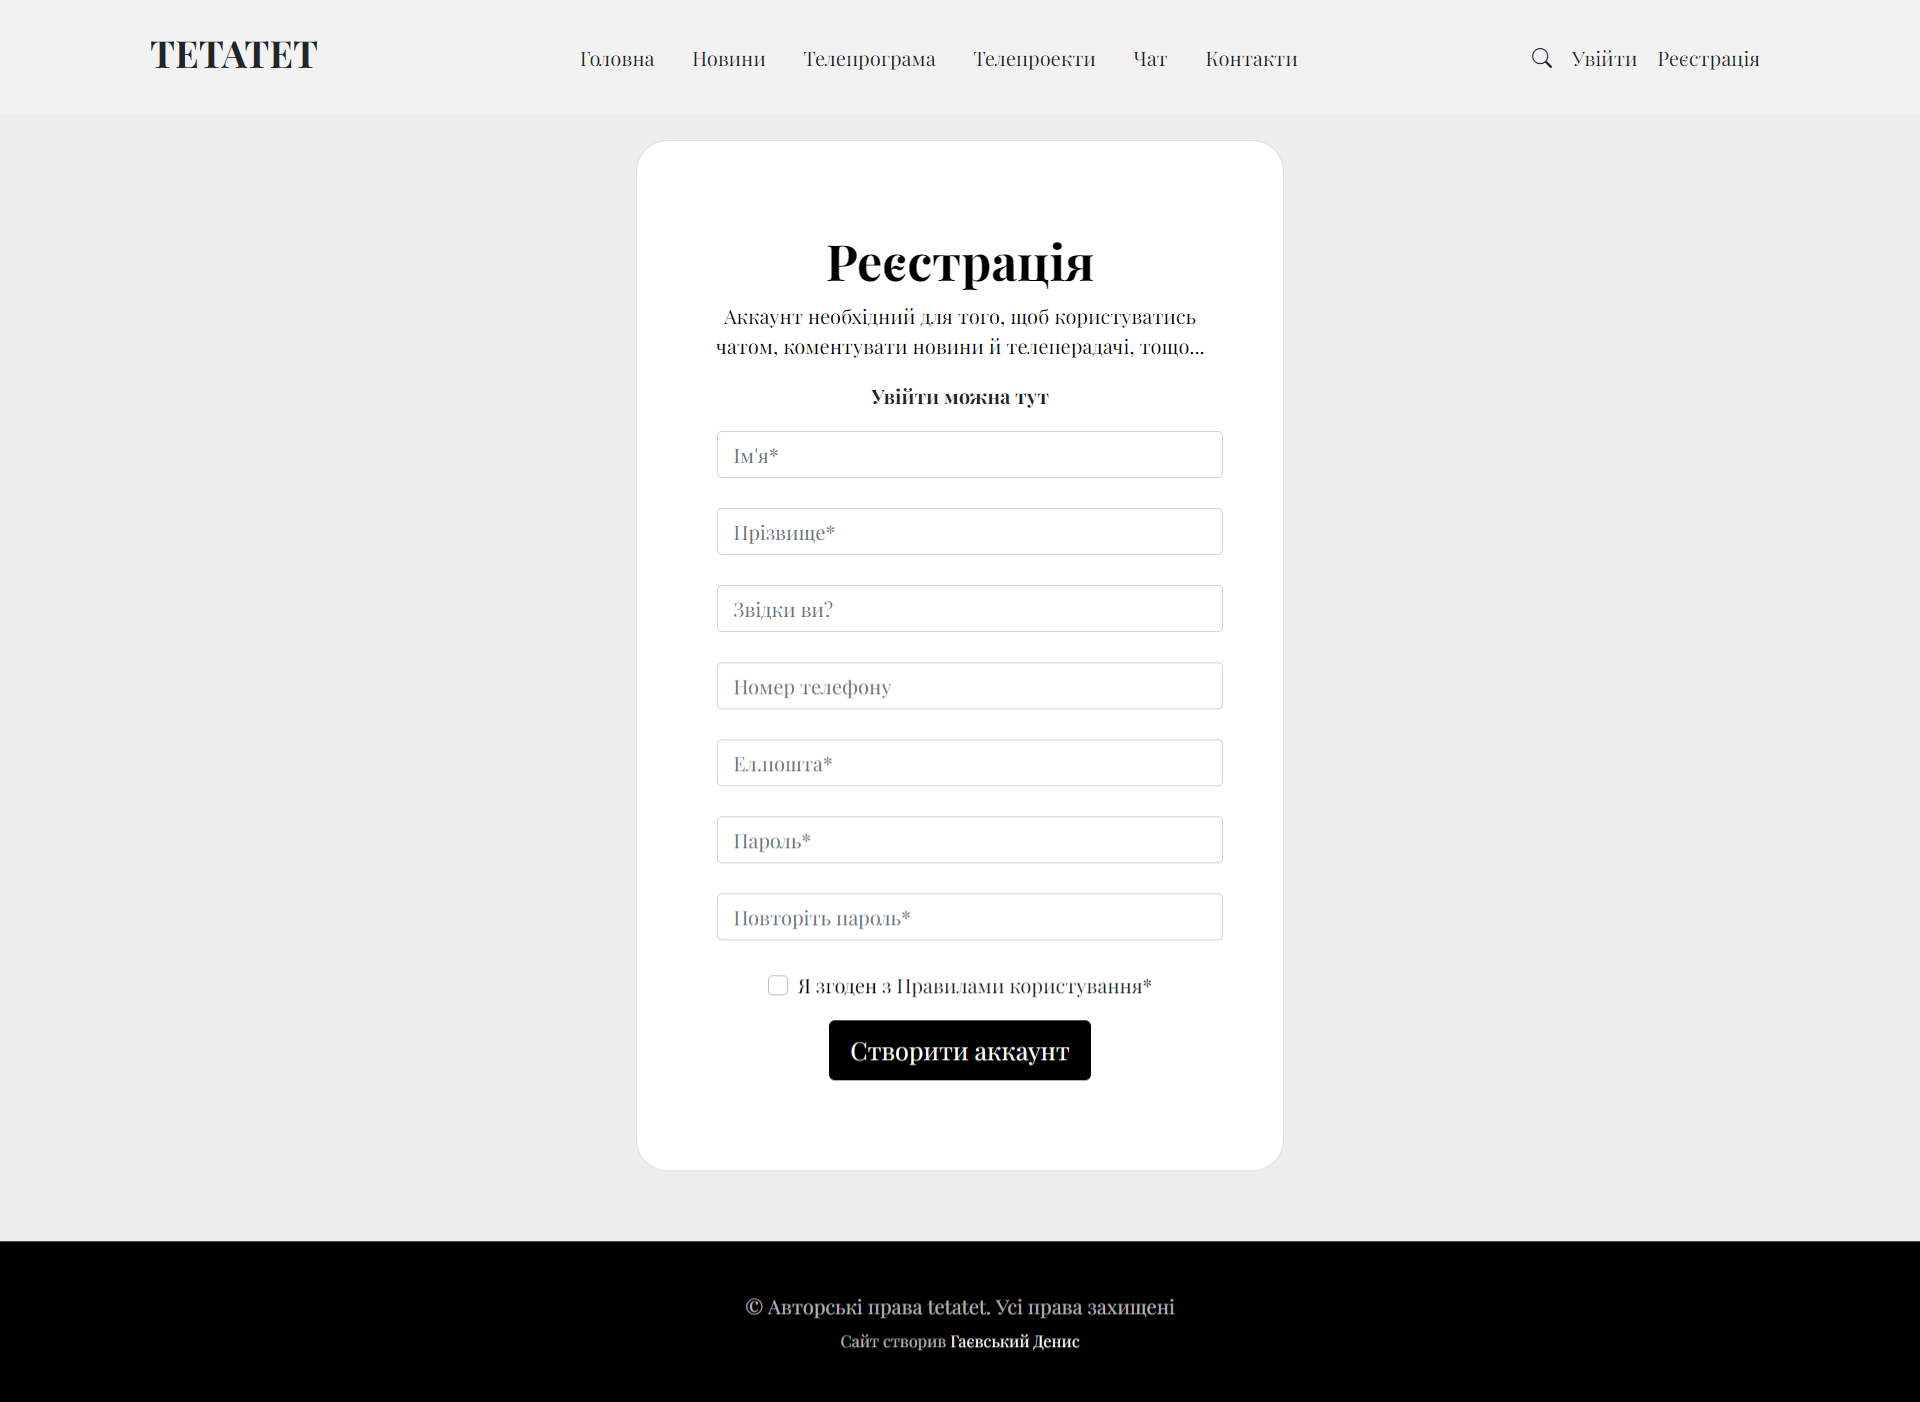 TETATET
Головна Новини Телепрограма Телепроекти Чат Контакти
Увійти Реєстрація
Реєстрація
Аккаунт необхідний для того, щоб користуватись
чатом, коментувати новини й телеперадачі, тощо...
Увійти можна тут
Ім'я*
Прізвище*
Звідки ви?
Номер телефону
Ел.пошта*
Пароль*
Повторіть пароль*
Я згоден з Правилами користування*
Створити аккаунт
© Авторські права tetatet. Усі права захищені
Сайт створив Гаєвський Денис